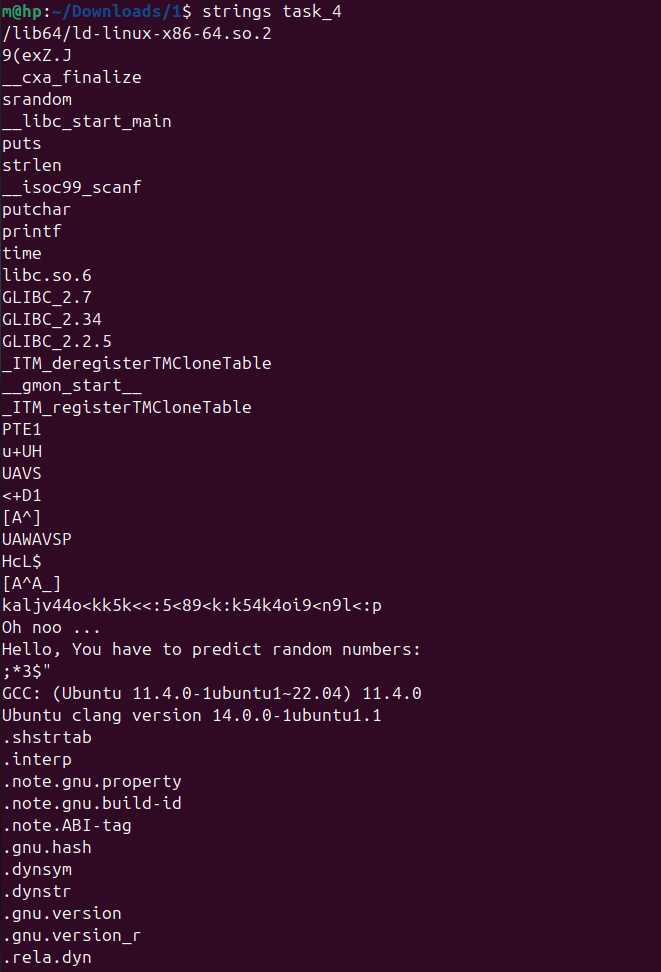 m@hp:~/Downloads/1$ strings task_4
/lib64/ld-linux-x86-64.so.2
9(exZ.J
__cxa_finalize
srandom
__libc_start_main
puts
strlen
__isoc99_scanf
putchar
printf
time
libc.so.6
GLIBC_2.7
GLIBC_2.34
GLIBC_2.2.5
_ITM_deregisterTMCloneTable
__gmon_start__
_ITM_registerTMCloneTable
PTE1
u+UH
UAVS
<+D1
[A^]
UAWAVSP
HcL$
[A^A_]
kaljv44o<kk5k<<:5<89<k:k54k4oi9<n9l<:p
Oh noo ...
Hello, You have to predict random numbers:
;*3$"
GCC: (Ubuntu 11.4.0-1ubuntu1~22.04) 11.4.0
Ubuntu clang version 14.0.0-1ubuntu1.1
.shstrtab
.interp
.note.gnu.property
.note.gnu.build-id
.note.ABI-tag
.gnu.hash
.dynsym
.dynstr
.gnu.version
.gnu.version_r
.rela.dyn